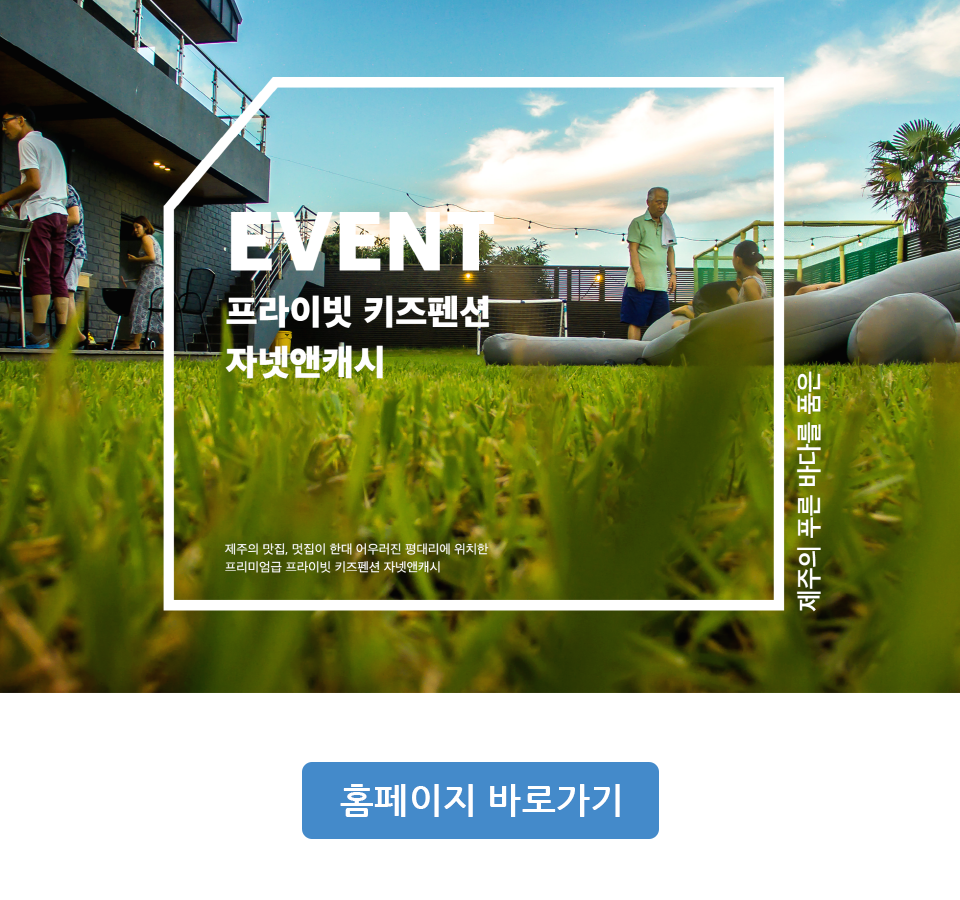 EVENT
프라이빗 키즈펜션
자넷앤캐시
제주의 푸른 바다를 품은
제주의 맛집, 멋집이 한대 어우러진 평대리에 위치한
프리미엄급 프라이빗 키즈펜션 자넷앤캐시
홈페이지 바로가기